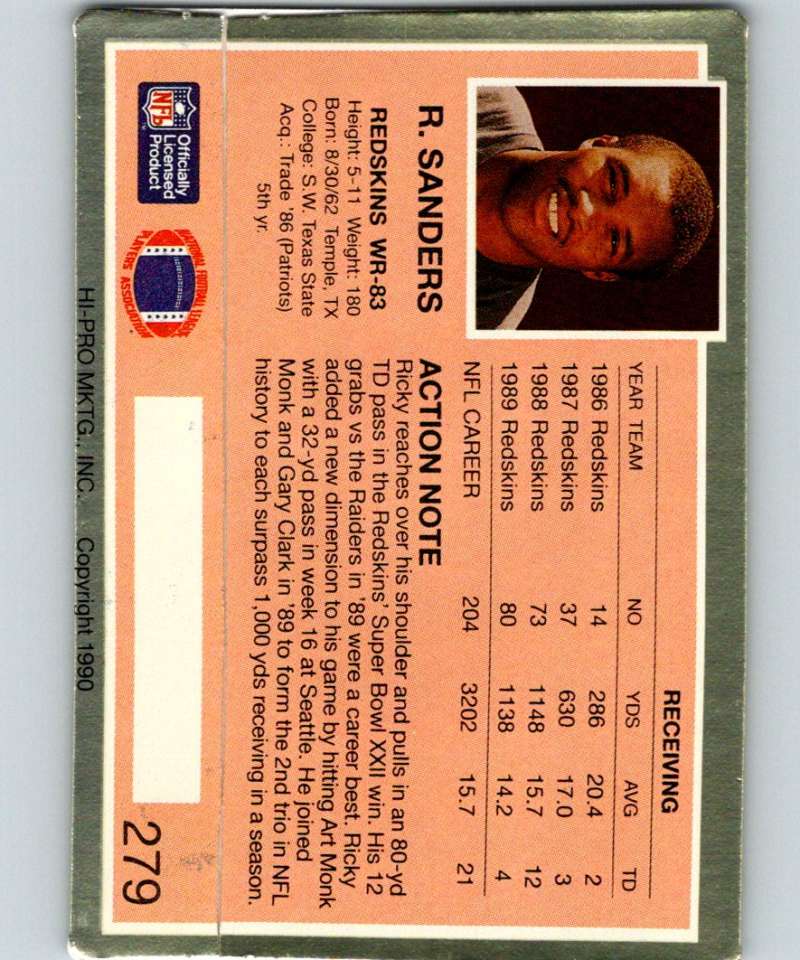 R. SANDERS
REDSKINS WR-83
Height: 5-11 Weight: 180
Born: 8/30/62 Temple, TX
College: S.W. Texas State
Acq.: Trade '86 (Patriots)
5th yr.
RECEIVING
YEAR TEAM NO YDS AVG TD
1986 Redskins 14 286 20.4 2
1987 Redskins 37 630 17.0 3
1988 Redskins 73 1148 15.7 12
1989 Redskins 80 1138 14.2 4
NFL CAREER 204 3202 15.7 21
ACTION NOTE
Ricky reaches over his shoulder and pulls in an 80-yd
TD pass in the Redskins' Super Bowl XXII win. His 12
grabs vs the Raiders in '89 were a career best. Ricky
added a new dimension to his game by hitting Art Monk
with a 32-yd pass in week 16 at Seattle. He joined
Monk and Gary Clark in '89 to form the 2nd trio in NFL
history to each surpass 1,000 yds receiving in a season.
NFL
Officially
Licensed
Product
NATIONAL FOOTBALL LEAGUE
PLAYERS ASSOCIATION
279
HI-PRO MKTG., INC. Copyright 1990